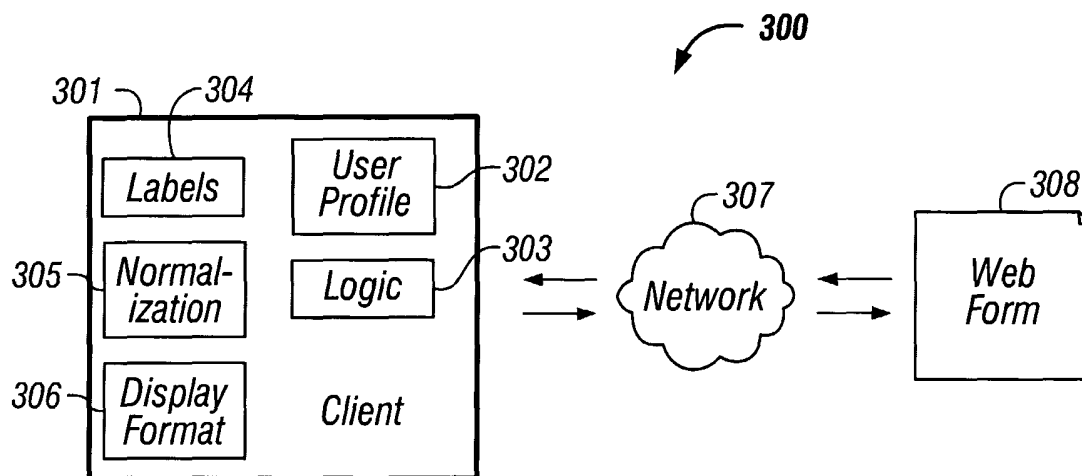 300
301
304
Labels
User
Profile
302
307
308
305
Normal-
ization
303
Logic
Network
Web
Form
306
Display
Format
Client